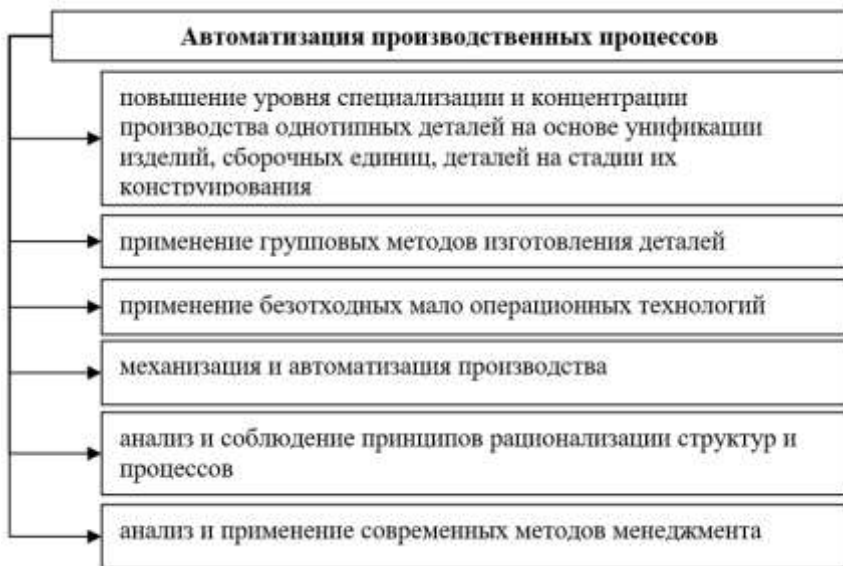 Автоматизация производственных процессов
повышение уровня специализации и концентрации
производства однотипных деталей на основе унификации
изделий, сборочных единиц, деталей на стадии их
конструирования
применение групповых методов изготовления деталей
применение безотходных мало операционных технологий
механизация и автоматизация производства
анализ и соблюдение принципов рационализации структур и
процессов
анализ и применение современных методов менеджмента